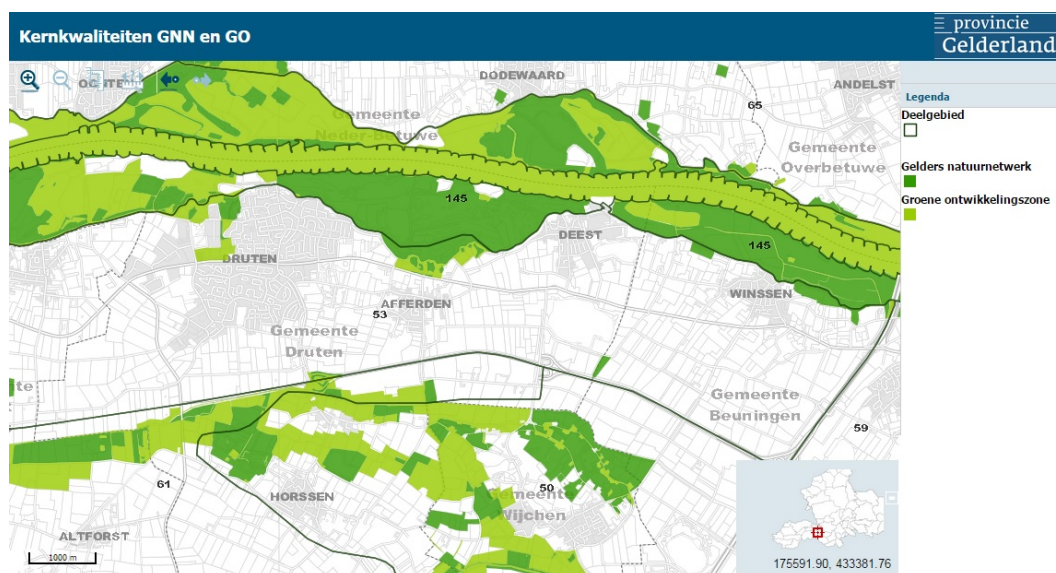 Kernkwaliteiten GNN en GO
provincie
Gelderland
DODEWAARD
ANDELST
65
Gemeente
Neder-Betuwe
Gemeente
Overbetuwe
Legenda
Deelgebied
Gelders natuurnetwerk
Groene ontwikkelingszone
145
DEEST
145
DRUTEN
WINSSEN
AFFERDEN
53
Gemeente
Druten
Gemeente
Beuningen
59
61
50
HORSSEN
Gemeente
Wijchen
ALTFORST
1000 m
175591.90, 433381.76